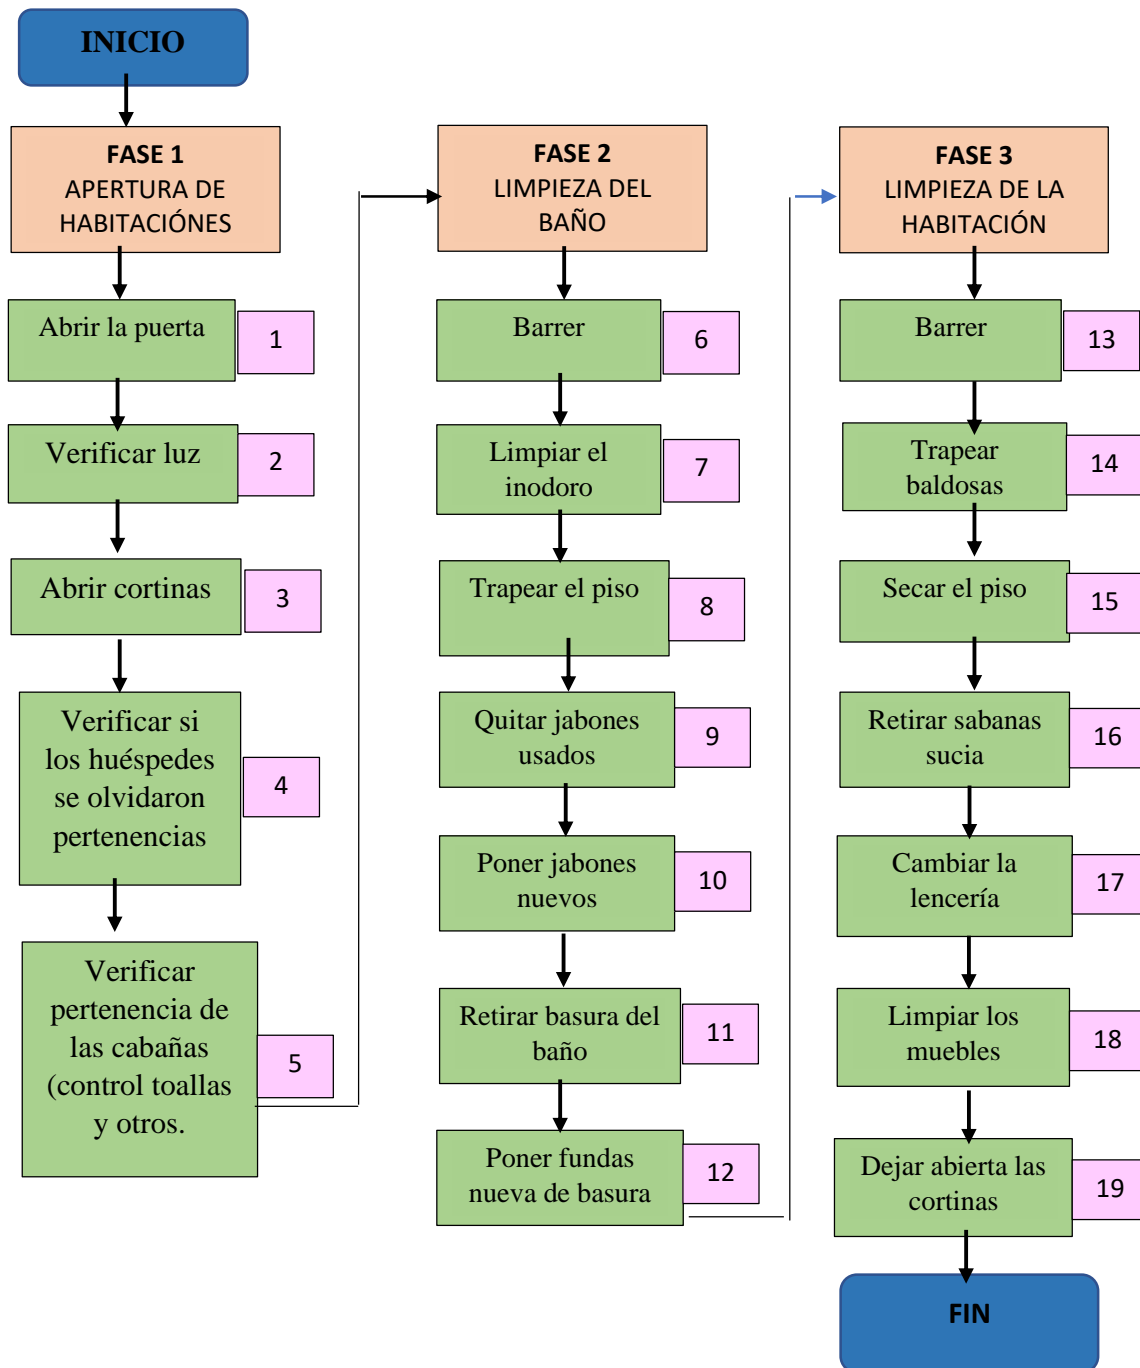 INICIO
FASE 1
APERTURA DE
HABITACIÓNES
Abrir la puerta
1
Verificar luz
2
Abrir cortinas
3
Verificar si
los huéspedes
se olvidaron
pertenencias
4
Verificar
pertenencia de
las cabañas
(control toallas
y otros.
5
FASE 2
LIMPIEZA DEL
BAÑO
Barrer
6
Limpiar el
inodoro
7
Trapear el piso
8
Quitar jabones
usados
9
Poner jabones
nuevos
10
Retirar basura del
baño
11
Poner fundas
nueva de basura
12
FASE 3
LIMPIEZA DE LA
HABITACIÓN
Barrer
13
Trapear
baldosas
14
Secar el piso
15
Retirar sabanas
sucia
16
Cambiar la
lencería
17
Limpiar los
muebles
18
Dejar abierta las
cortinas
19
FIN